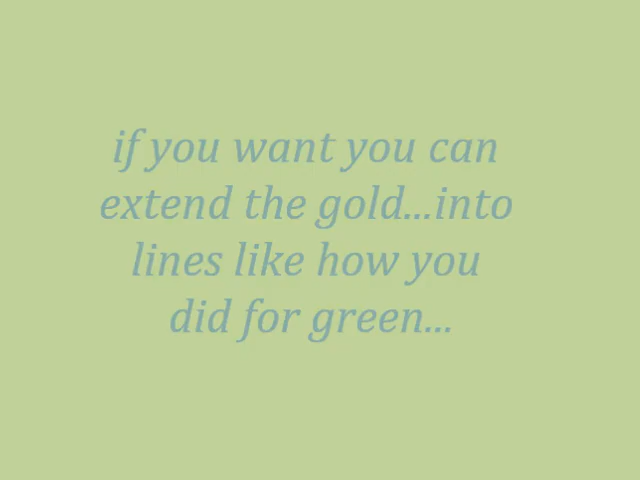 if you want you can
extend the gold...into
lines like how you
did for green...